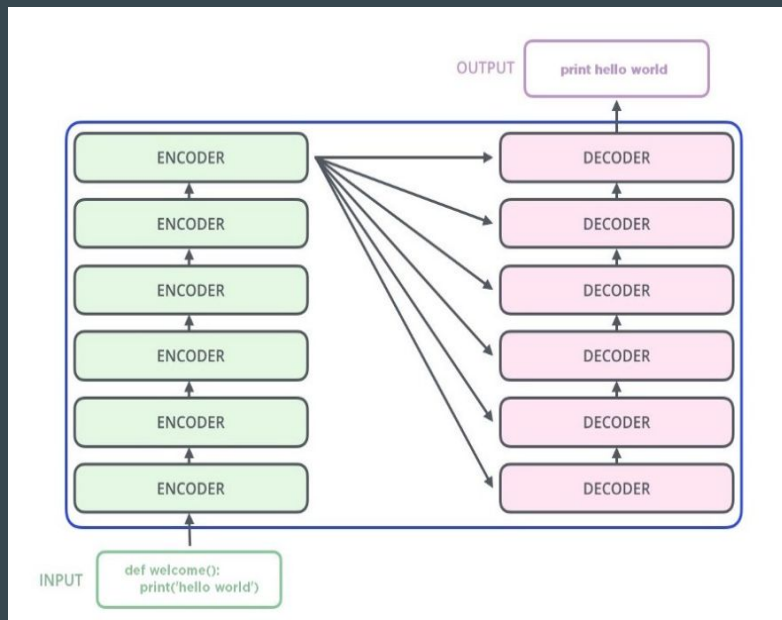 OUTPUT
print hello world
ENCODER
DECODER
ENCODER
DECODER
ENCODER
DECODER
ENCODER
DECODER
ENCODER
DECODER
ENCODER
DECODER
INPUT
def welcome():
print('hello world')